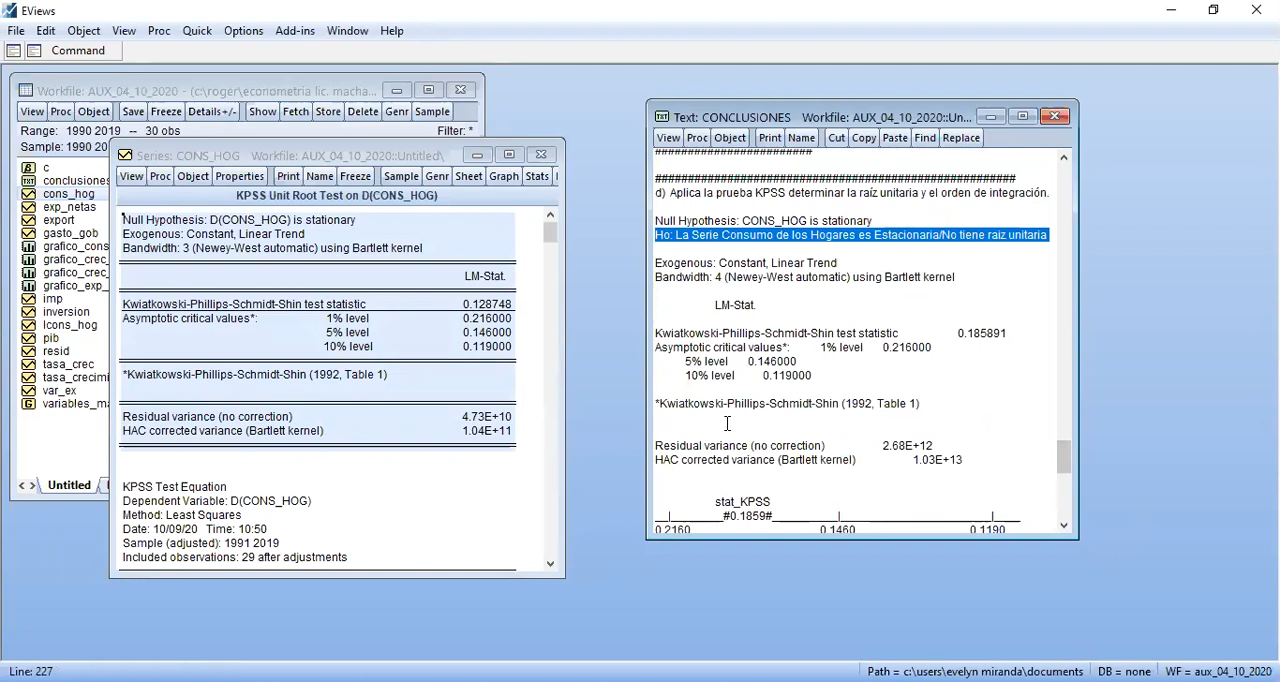 EViews
File Edit Object View Proc Quick Options Add-ins Window Help
Command
Workfile: AUX_04_10_2020 - (c:\roger\econometria lic. macha...
View Proc Object Save Freeze Details+/- Show Fetch Store Delete Genr Sample
Range: 1990 2019 -- 30 obs Filter: *
Sample: 1990 20
c
conclusiones
cons_hog
exp_netas
export
gasto_gob
grafico_cons
grafico_crec_
grafico_crec_
grafico_exp_
imp
inversion
lcons_hog
pib
resid
tasa_crec
tasa_crecimi
var_ex
variables_ma
Untitled
Series: CONS_HOG Workfile: AUX_04_10_2020::Untitled\
View Proc Object Properties Print Name Freeze Sample Genr Sheet Graph Stats
KPSS Unit Root Test on D(CONS_HOG)
Null Hypothesis: D(CONS_HOG) is stationary
Exogenous: Constant, Linear Trend
Bandwidth: 3 (Newey-West automatic) using Bartlett kernel
LM-Stat.
Kwiatkowski-Phillips-Schmidt-Shin test statistic 0.128748
Asymptotic critical values*: 1% level 0.216000
5% level 0.146000
10% level 0.119000
*Kwiatkowski-Phillips-Schmidt-Shin (1992, Table 1)
Residual variance (no correction) 4.73E+10
HAC corrected variance (Bartlett kernel) 1.04E+11
KPSS Test Equation
Dependent Variable: D(CONS_HOG)
Method: Least Squares
Date: 10/09/20 Time: 10:50
Sample (adjusted): 1991 2019
Included observations: 29 after adjustments
Text: CONCLUSIONES Workfile: AUX_04_10_2020::Un...
View Proc Object Print Name Cut Copy Paste Find Replace
########################
######################################################
d) Aplica la prueba KPSS determinar la raíz unitaria y el orden de integración.
Null Hypothesis: CONS_HOG is stationary
Ho: La Serie Consumo de los Hogares es Estacionaria/No tiene raiz unitaria
Exogenous: Constant, Linear Trend
Bandwidth: 4 (Newey-West automatic) using Bartlett kernel
LM-Stat.
Kwiatkowski-Phillips-Schmidt-Shin test statistic 0.185891
Asymptotic critical values*: 1% level 0.216000
5% level 0.146000
10% level 0.119000
*Kwiatkowski-Phillips-Schmidt-Shin (1992, Table 1)
Residual variance (no correction) 2.68E+12
HAC corrected variance (Bartlett kernel) 1.03E+13
stat_KPSS
__|______#0.1859#________|__________________|___
0.2160 0.1460 0.1190
Line: 227 Path = c:\users\evelyn miranda\documents DB = none WF = aux_04_10_2020